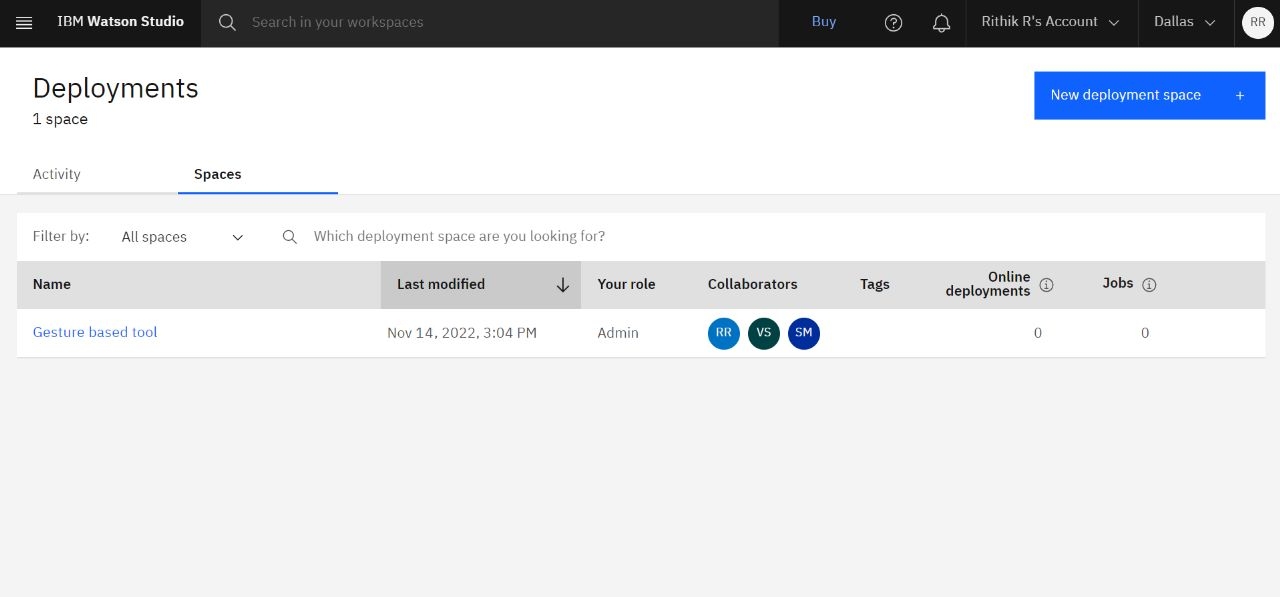 IBM Watson Studio
Search in your workspaces
Buy
Rithik R's Account
Dallas
RR
Deployments
1 space
New deployment space +
Activity
Spaces
Filter by:
All spaces
Which deployment space are you looking for?
Name
Last modified
Your role
Collaborators
Tags
Online
deployments
Jobs
Gesture based tool
Nov 14, 2022, 3:04 PM
Admin
RR
VS
SM
0
0